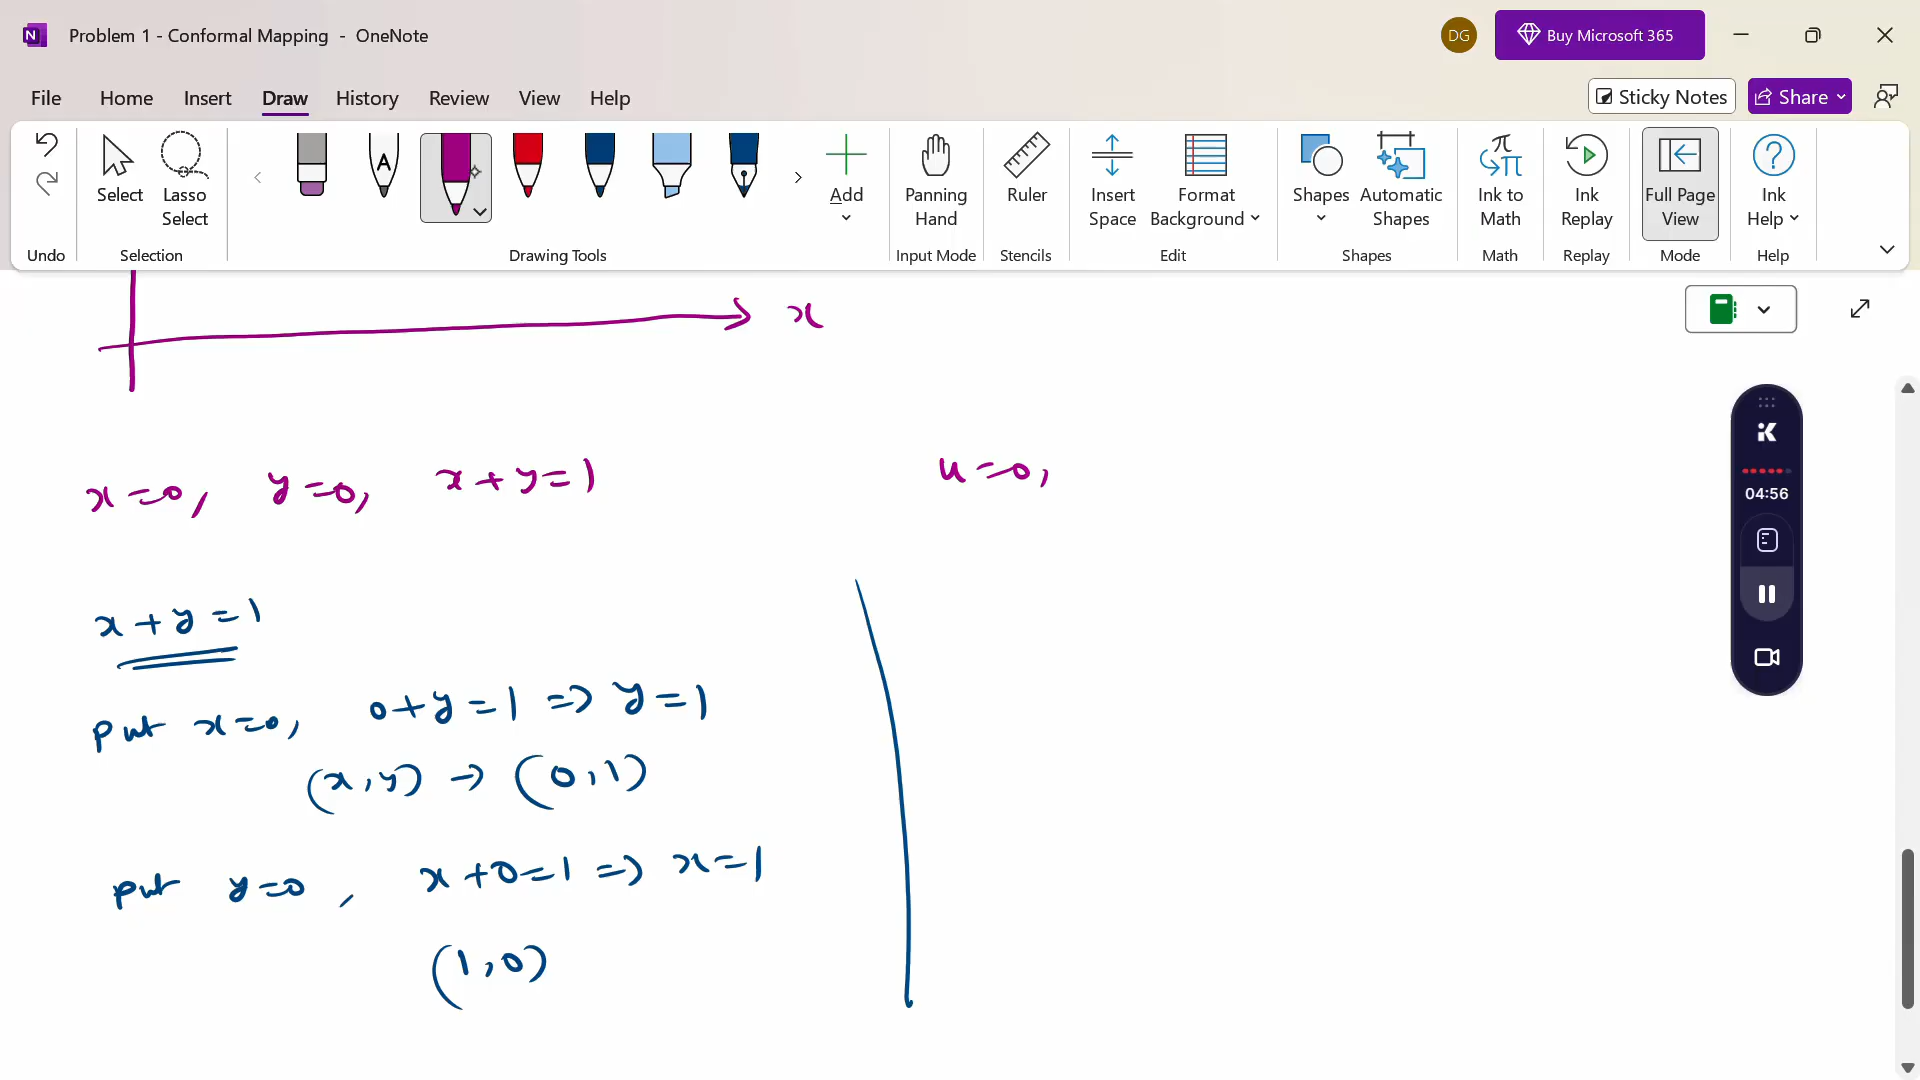 Problem 1 - Conformal Mapping - OneNote
DG
Buy Microsoft 365
File Home Insert Draw History Review View Help
Sticky Notes
Share
A
Select
Lasso Select
Add
Panning Hand
Ruler
Insert Space
Format Background
Shapes
Automatic Shapes
Ink to Math
Ink Replay
Full Page View
Ink Help
Undo Selection Drawing Tools Input Mode Stencils Edit Shapes Math Replay Mode Help
x
x=0, y=0, x+y=1
u=0,
04:56
x+y=1
put x=0, 0+y=1 => y=1
(x,y) → (0,1)
put y=0, x+0=1 => x=1
(1,0)